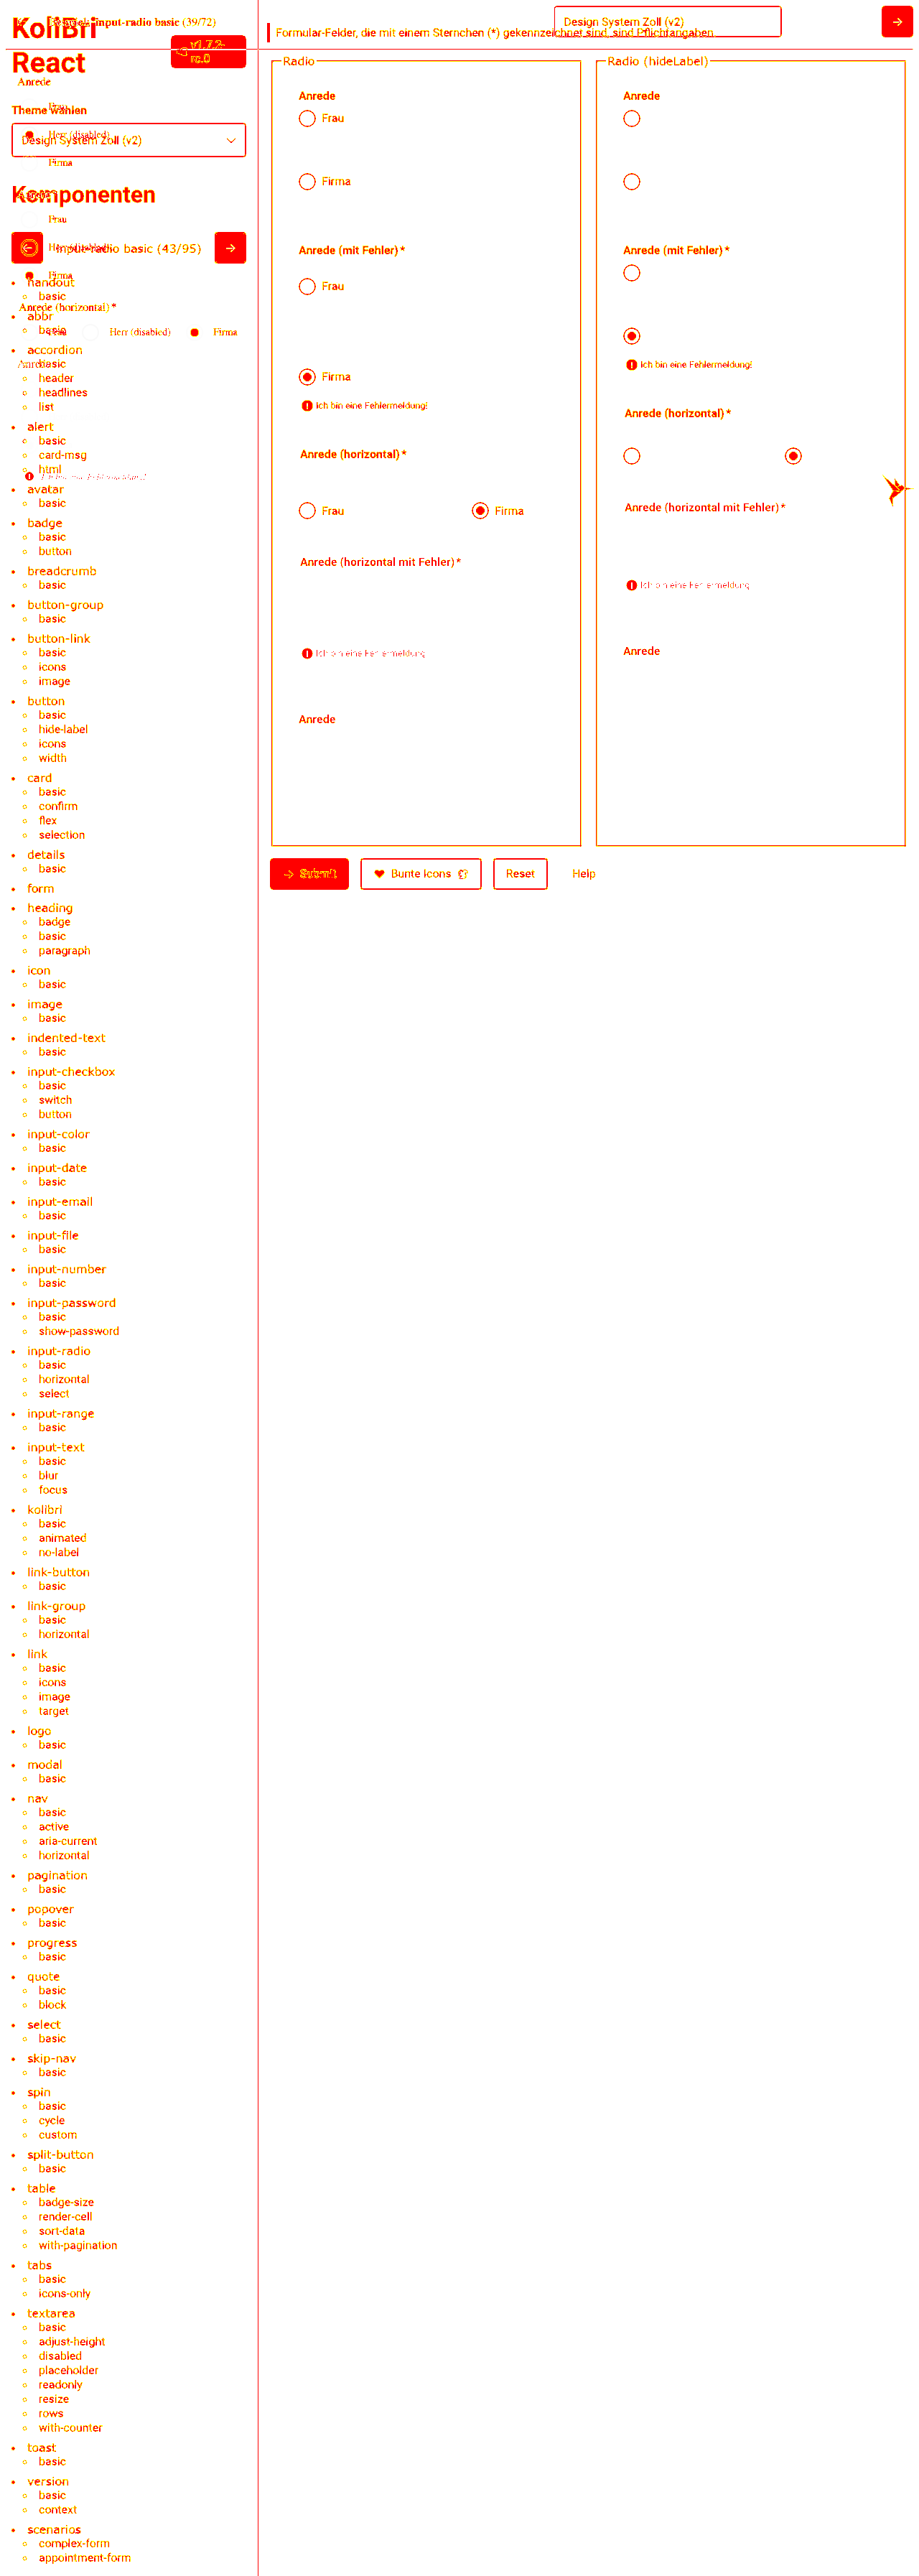 KoliBri
input-radio basic (39/72)
React
v1.7.2-rc.0
Anrede
Theme wählen
Frau
Herr (disabled)
Design System Zoll (v2)
Firma
Komponenten
Frau
input-radio basic (43/95)
Firma
handout
basic
Anrede (horizontal) *
abbr
basic
Herr (disabled)
Firma
accordion
basic
header
headlines
list
alert
basic
card-msg
html
avatar
basic
badge
basic
button
breadcrumb
basic
button-group
basic
button-link
basic
icons
image
button
basic
hide-label
icons
width
card
basic
confirm
flex
selection
details
basic
form
heading
badge
basic
paragraph
icon
basic
image
basic
indented-text
basic
input-checkbox
basic
switch
button
input-color
basic
input-date
basic
input-email
basic
input-file
basic
input-number
basic
input-password
basic
show-password
input-radio
basic
horizontal
select
input-range
basic
input-text
basic
blur
focus
kolibri
basic
animated
no-label
link-button
basic
link-group
basic
horizontal
link
basic
icons
image
target
logo
basic
modal
basic
nav
basic
active
aria-current
horizontal
pagination
basic
popover
basic
progress
basic
quote
basic
block
select
basic
skip-nav
basic
spin
basic
cycle
custom
split-button
basic
table
badge-size
render-cell
sort-data
with-pagination
tabs
basic
icons-only
textarea
basic
adjust-height
disabled
placeholder
readonly
resize
rows
with-counter
toast
basic
version
basic
context
scenarios
complex-form
appointment-form
Design System Zoll (v2)
Formular-Felder, die mit einem Sternchen (*) gekennzeichnet sind, sind Pflichtangaben
Radio
Anrede
Frau
Firma
Anrede (mit Fehler) *
Frau
Firma
Ich bin eine Fehlermeldung!
Anrede (horizontal) *
Frau
Firma
Anrede (horizontal mit Fehler) *
Ich bin eine Fehlermeldung
Anrede
Radio (hideLabel)
Anrede
Anrede (mit Fehler) *
Ich bin eine Fehlermeldung!
Anrede (horizontal) *
Anrede (horizontal mit Fehler) *
Ich bin eine Fehlermeldung
Anrede
Submit
Bunte Icons
Reset
Help